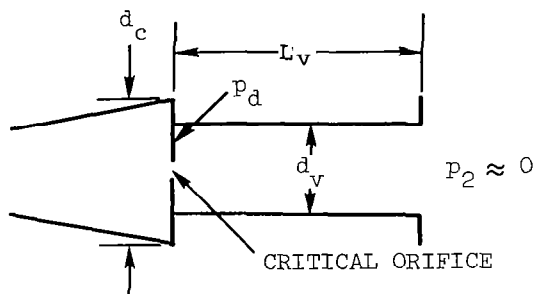 d_c
L_v
p_d
d_v
p_2 ≈ 0
CRITICAL ORIFICE